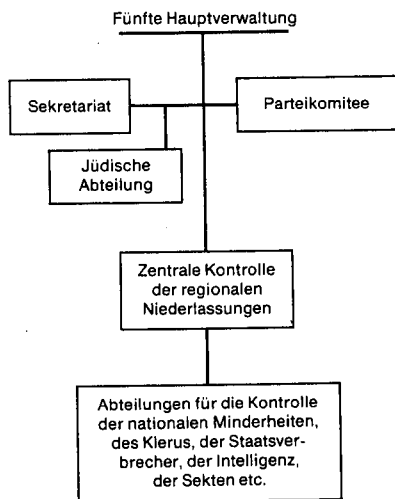 Fünfte Hauptverwaltung
Sekretariat
Parteikomitee
Jüdische
Abteilung
Zentrale Kontrolle
der regionalen
Niederlassungen
Abteilungen für die Kontrolle
der nationalen Minderheiten,
des Klerus, der Staatsver-
brecher, der Intelligenz,
der Sekten etc.